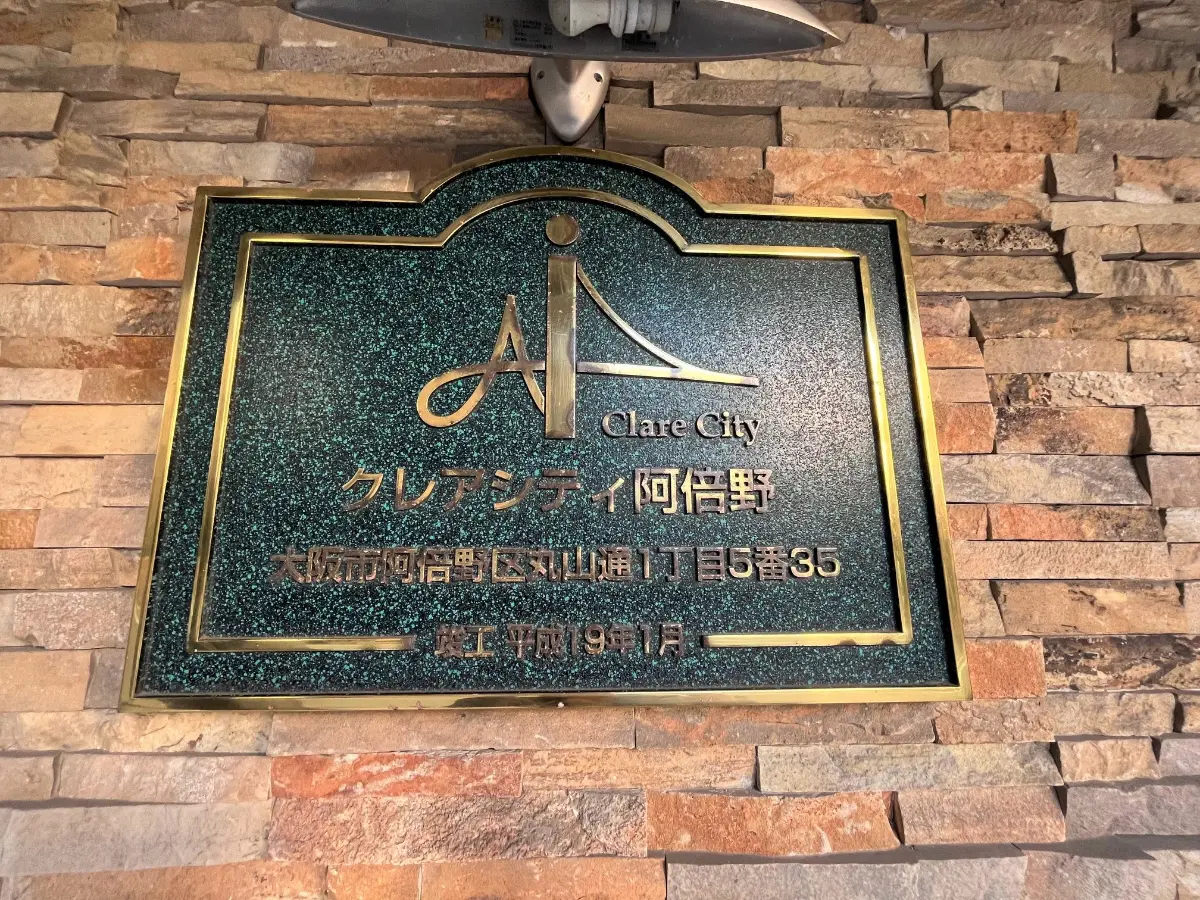 Clare City
クレアシティ阿倍野
大阪市阿倍野区丸山通1丁目5番35
竣工 平成19年1月